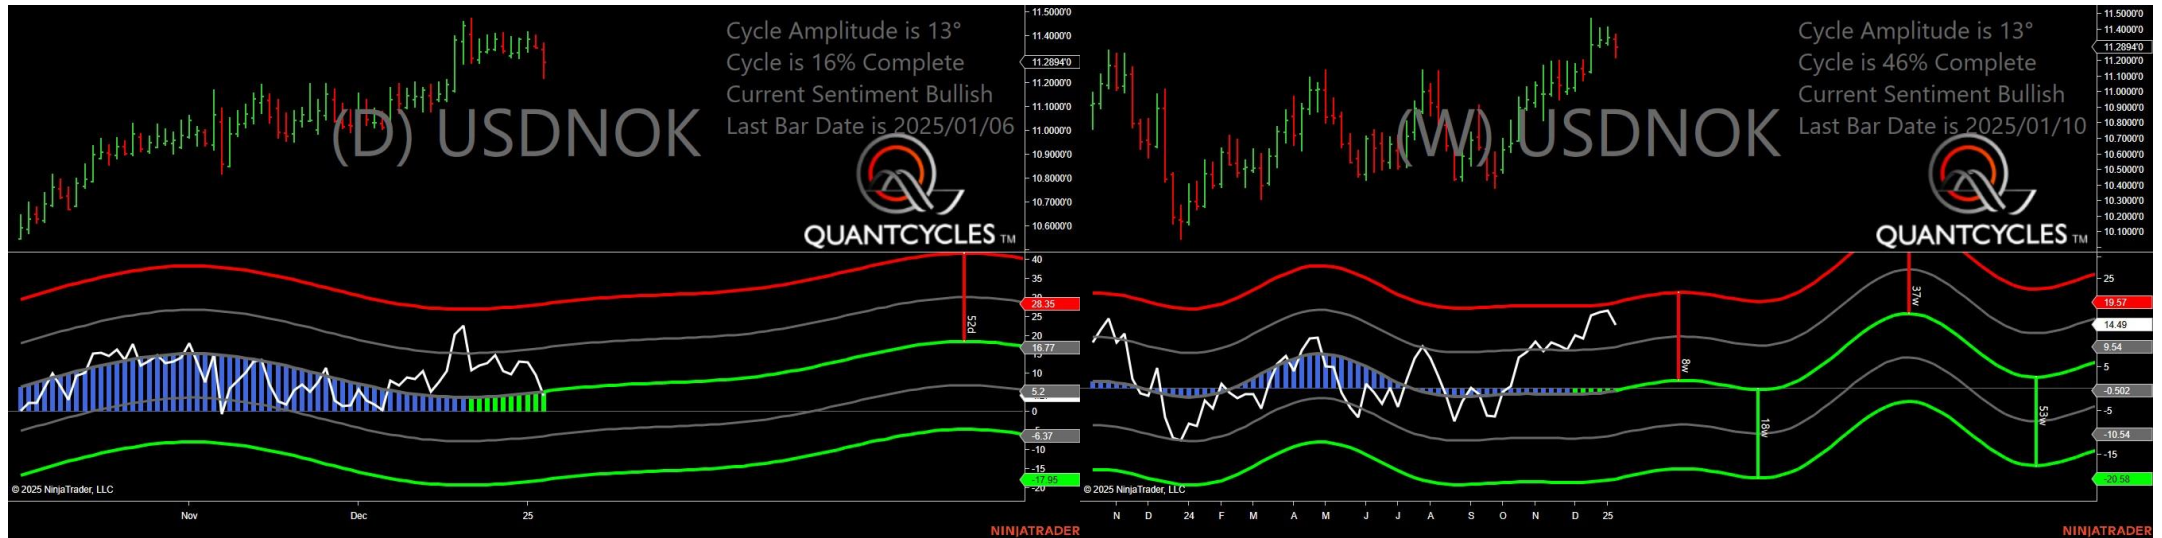 Cycle Amplitude is 13°
Cycle is 16% Complete
Current Sentiment Bullish
Last Bar Date is 2025/01/06
(D) USDNOK
QUANTCYCLES TM
11.5000'0
11.4000'0
11.2894'0
11.2000'0
11.1000'0
11.0000'0
10.9000'0
10.8000'0
10.7000'0
10.6000'0
40
35
28.35
25
20
16.77
10
5.2
0
-6.37
-10
-15
-17.95
-20
52d
© 2025 NinjaTrader, LLC
Nov
Dec
25
NINJATRADER
Cycle Amplitude is 13°
Cycle is 46% Complete
Current Sentiment Bullish
Last Bar Date is 2025/01/10
(W) USDNOK
QUANTCYCLES TM
11.5000'0
11.4000'0
11.2894'0
11.2000'0
11.1000'0
11.0000'0
10.9000'0
10.8000'0
10.7000'0
10.6000'0
10.5000'0
10.4000'0
10.3000'0
10.2000'0
10.1000'0
25
19.57
14.49
9.54
5
-0.502
-5
-10.54
-15
-20.58
8w
18w
37w
53w
© 2025 NinjaTrader, LLC
N D 24 F M A M J J A S O N D 25
NINJATRADER